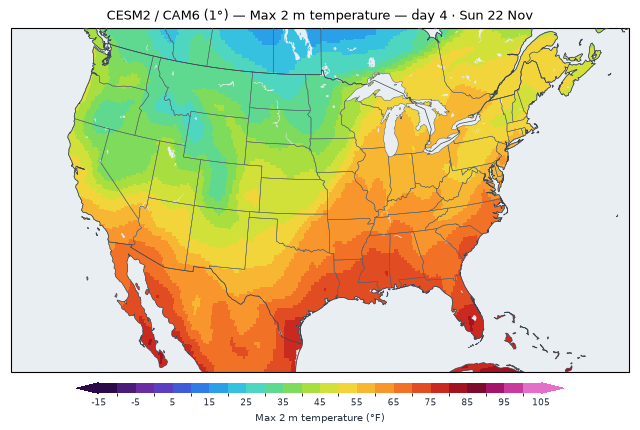 CESM2 / CAM6 (1°) — Max 2 m temperature — day 4 · Sun 22 Nov
-15 -5 5 15 25 35 45 55 65 75 85 95 105
Max 2 m temperature (°F)